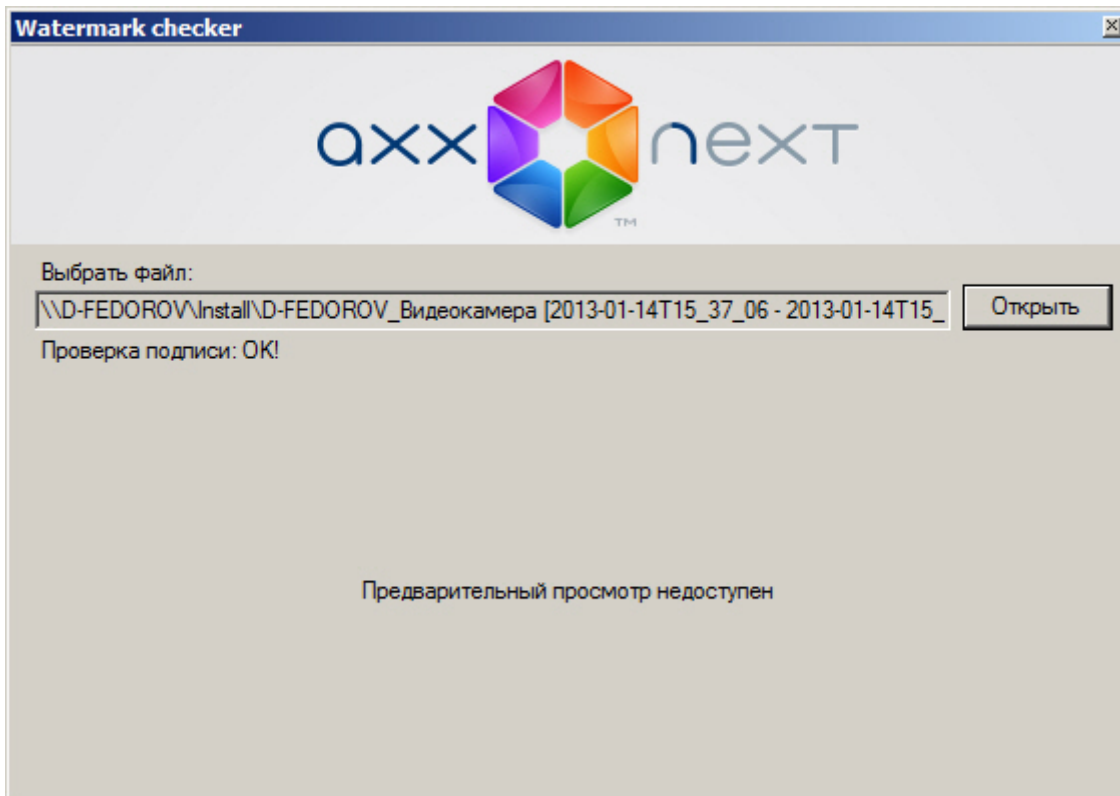 Watermark checker
axx next
TM
Выбрать файл:
\\D-FEDOROV\Install\D-FEDOROV_Видеокамера [2013-01-14T15_37_06 - 2013-01-14T15_
Открыть
Проверка подписи: OK!
Предварительный просмотр недоступен